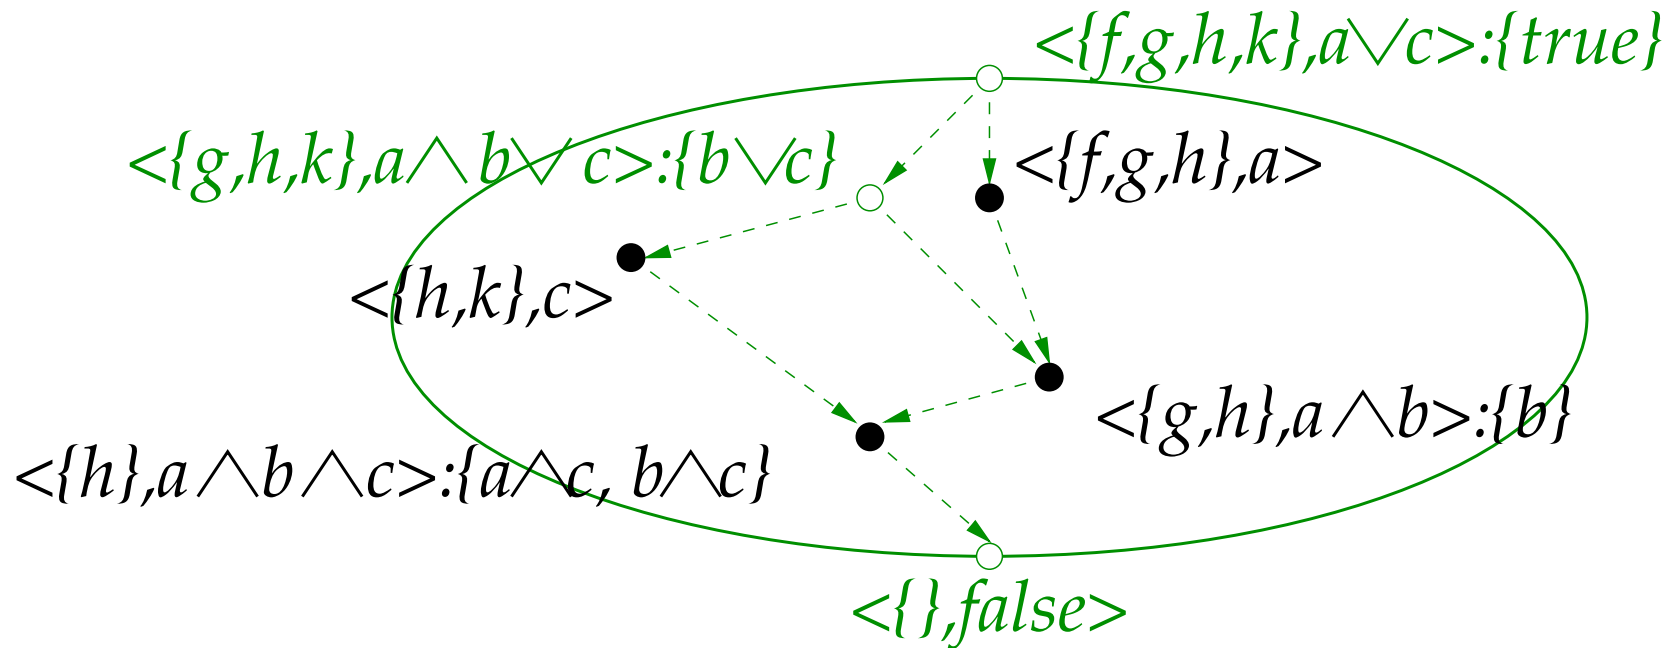 <{f,g,h,k},a∨c>:{true}
<{g,h,k},a∧b∨c>:{b∨c}
<{f,g,h},a>
<{h,k},c>
<{g,h},a∧b>:{b}
<{h},a∧b∧c>:{a∧c, b∧c}
<{},false>